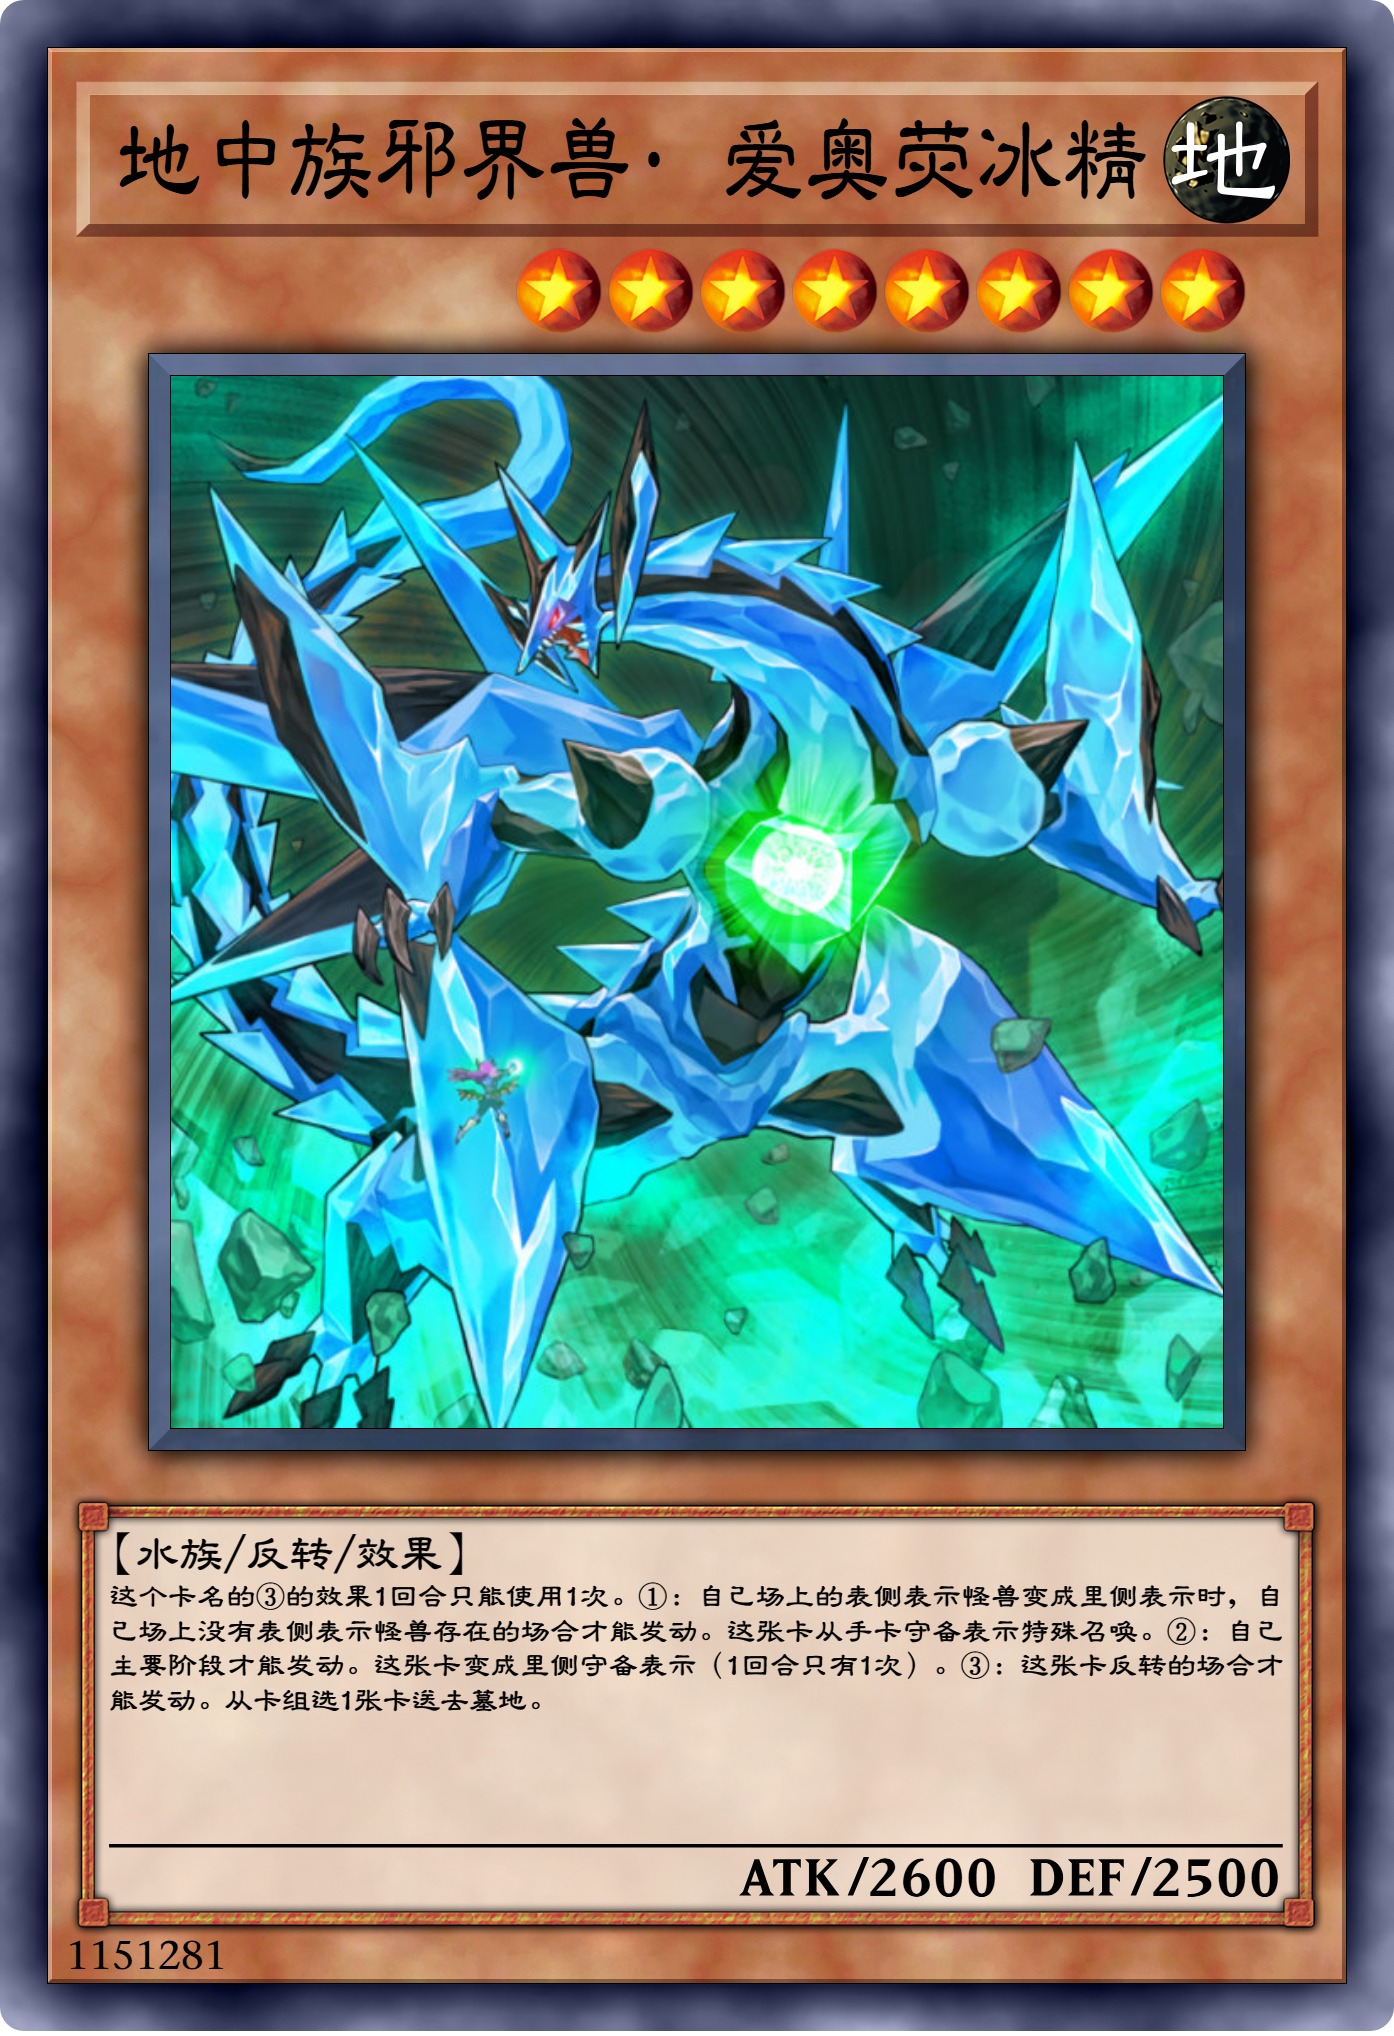 地中族邪界兽·爱奥荧冰精 地
【水族/反转/效果】
这个卡名的③的效果1回合只能使用1次。①：自己场上的表侧表示怪兽变成里侧表示时，自
己场上没有表侧表示怪兽存在的场合才能发动。这张卡从手卡守备表示特殊召唤。②：自己
主要阶段才能发动。这张卡变成里侧守备表示（1回合只有1次）。③：这张卡反转的场合才
能发动。从卡组选1张卡送去墓地。
ATK/2600 DEF/2500
1151281